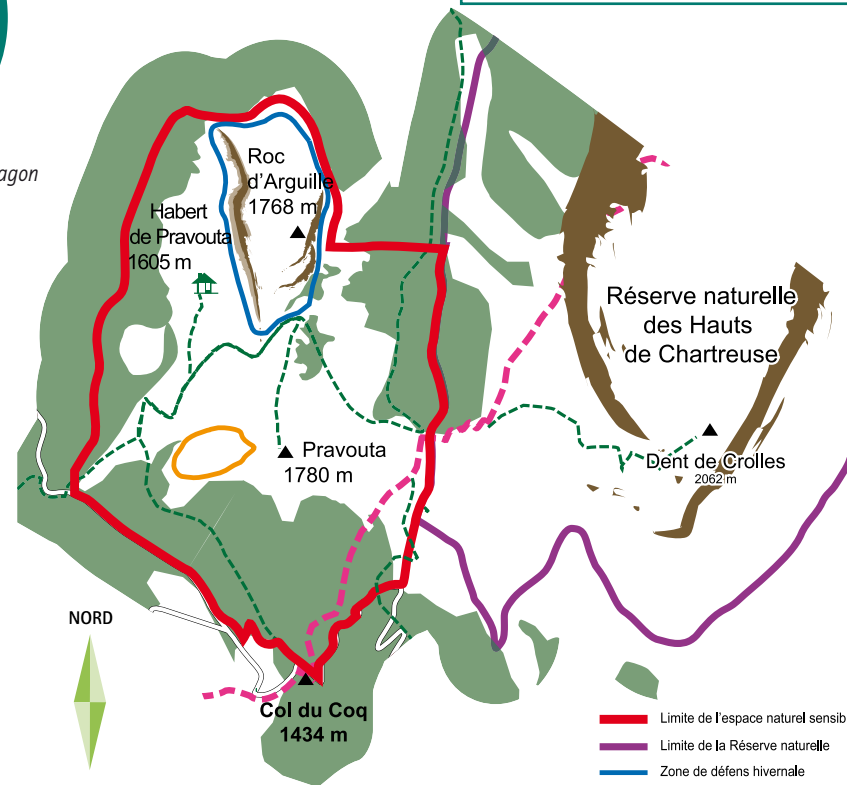 agon
Roc
d'Arguille
1768 m
Habert
de Pravouta
1605 m
Réserve naturelle
des Hauts
de Chartreuse
Pravouta
1780 m
Dent de Crolles
2062 m
NORD
Col du Coq
1434 m
Limite de l'espace naturel sensib
Limite de la Réserve naturelle
Zone de défens hivernale